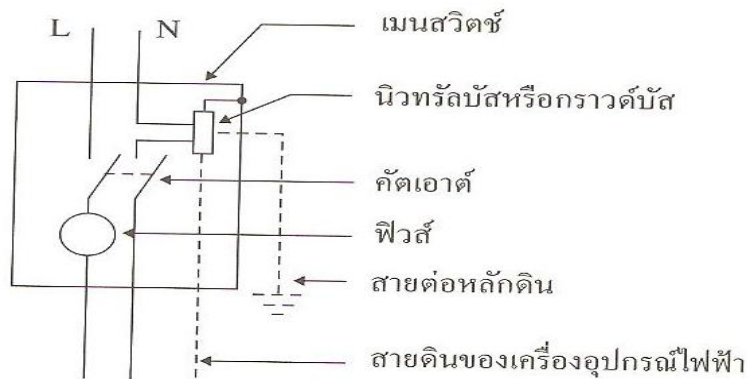 L N
เมนสวิตช์
นิวทรัลบัสหรือกราวด์บัส
คัตเอาต์
ฟิวส์
สายต่อหลักดิน
สายดินของเครื่องอุปกรณ์ไฟฟ้า